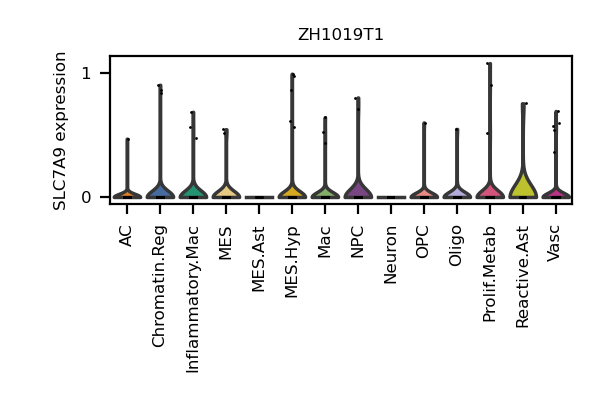 ZH1019T1
SLC7A9 expression
1
0
AC
Chromatin.Reg
Inflammatory.Mac
MES
MES.Ast
MES.Hyp
Mac
NPC
Neuron
OPC
Oligo
Prolif.Metab
Reactive.Ast
Vasc